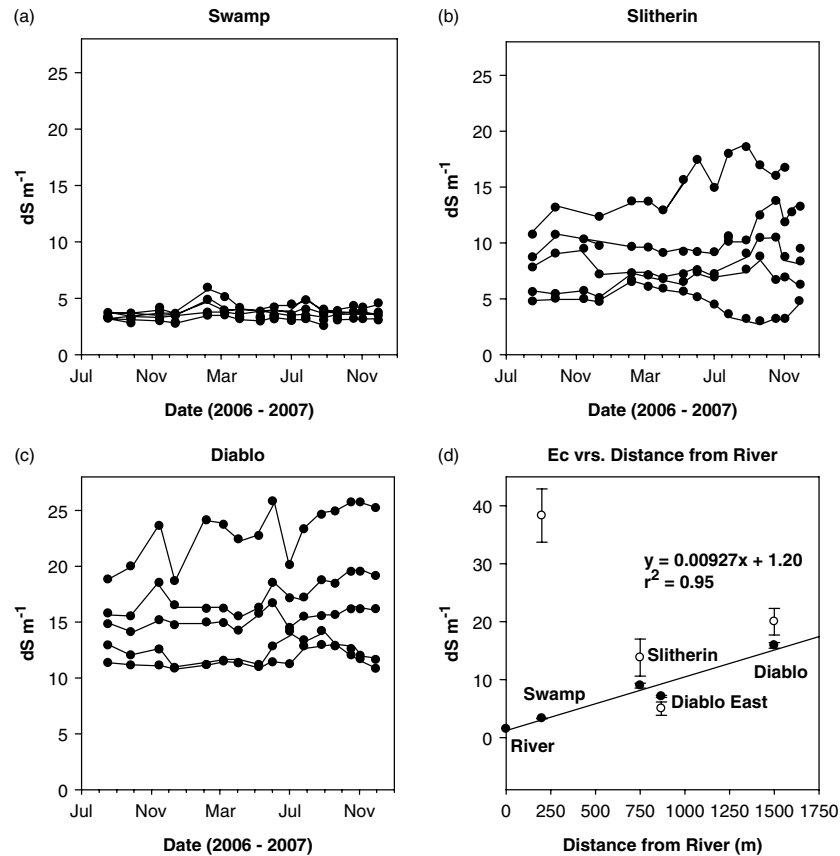 (a) Swamp
25
20
15
10
5
0
dS m⁻¹
Jul Nov Mar Jul Nov
Date (2006 - 2007)
(b) Slitherin
25
20
15
10
5
0
dS m⁻¹
Jul Nov Mar Jul Nov
Date (2006 - 2007)
(c) Diablo
25
20
15
10
5
0
dS m⁻¹
Jul Nov Mar Jul Nov
Date (2006 - 2007)
(d) Ec vrs. Distance from River
40
30
20
10
0
dS m⁻¹
y = 0.00927x + 1.20
r² = 0.95
Slitherin
Swamp
Diablo
Diablo East
River
0 250 500 750 1000 1250 1500 1750
Distance from River (m)